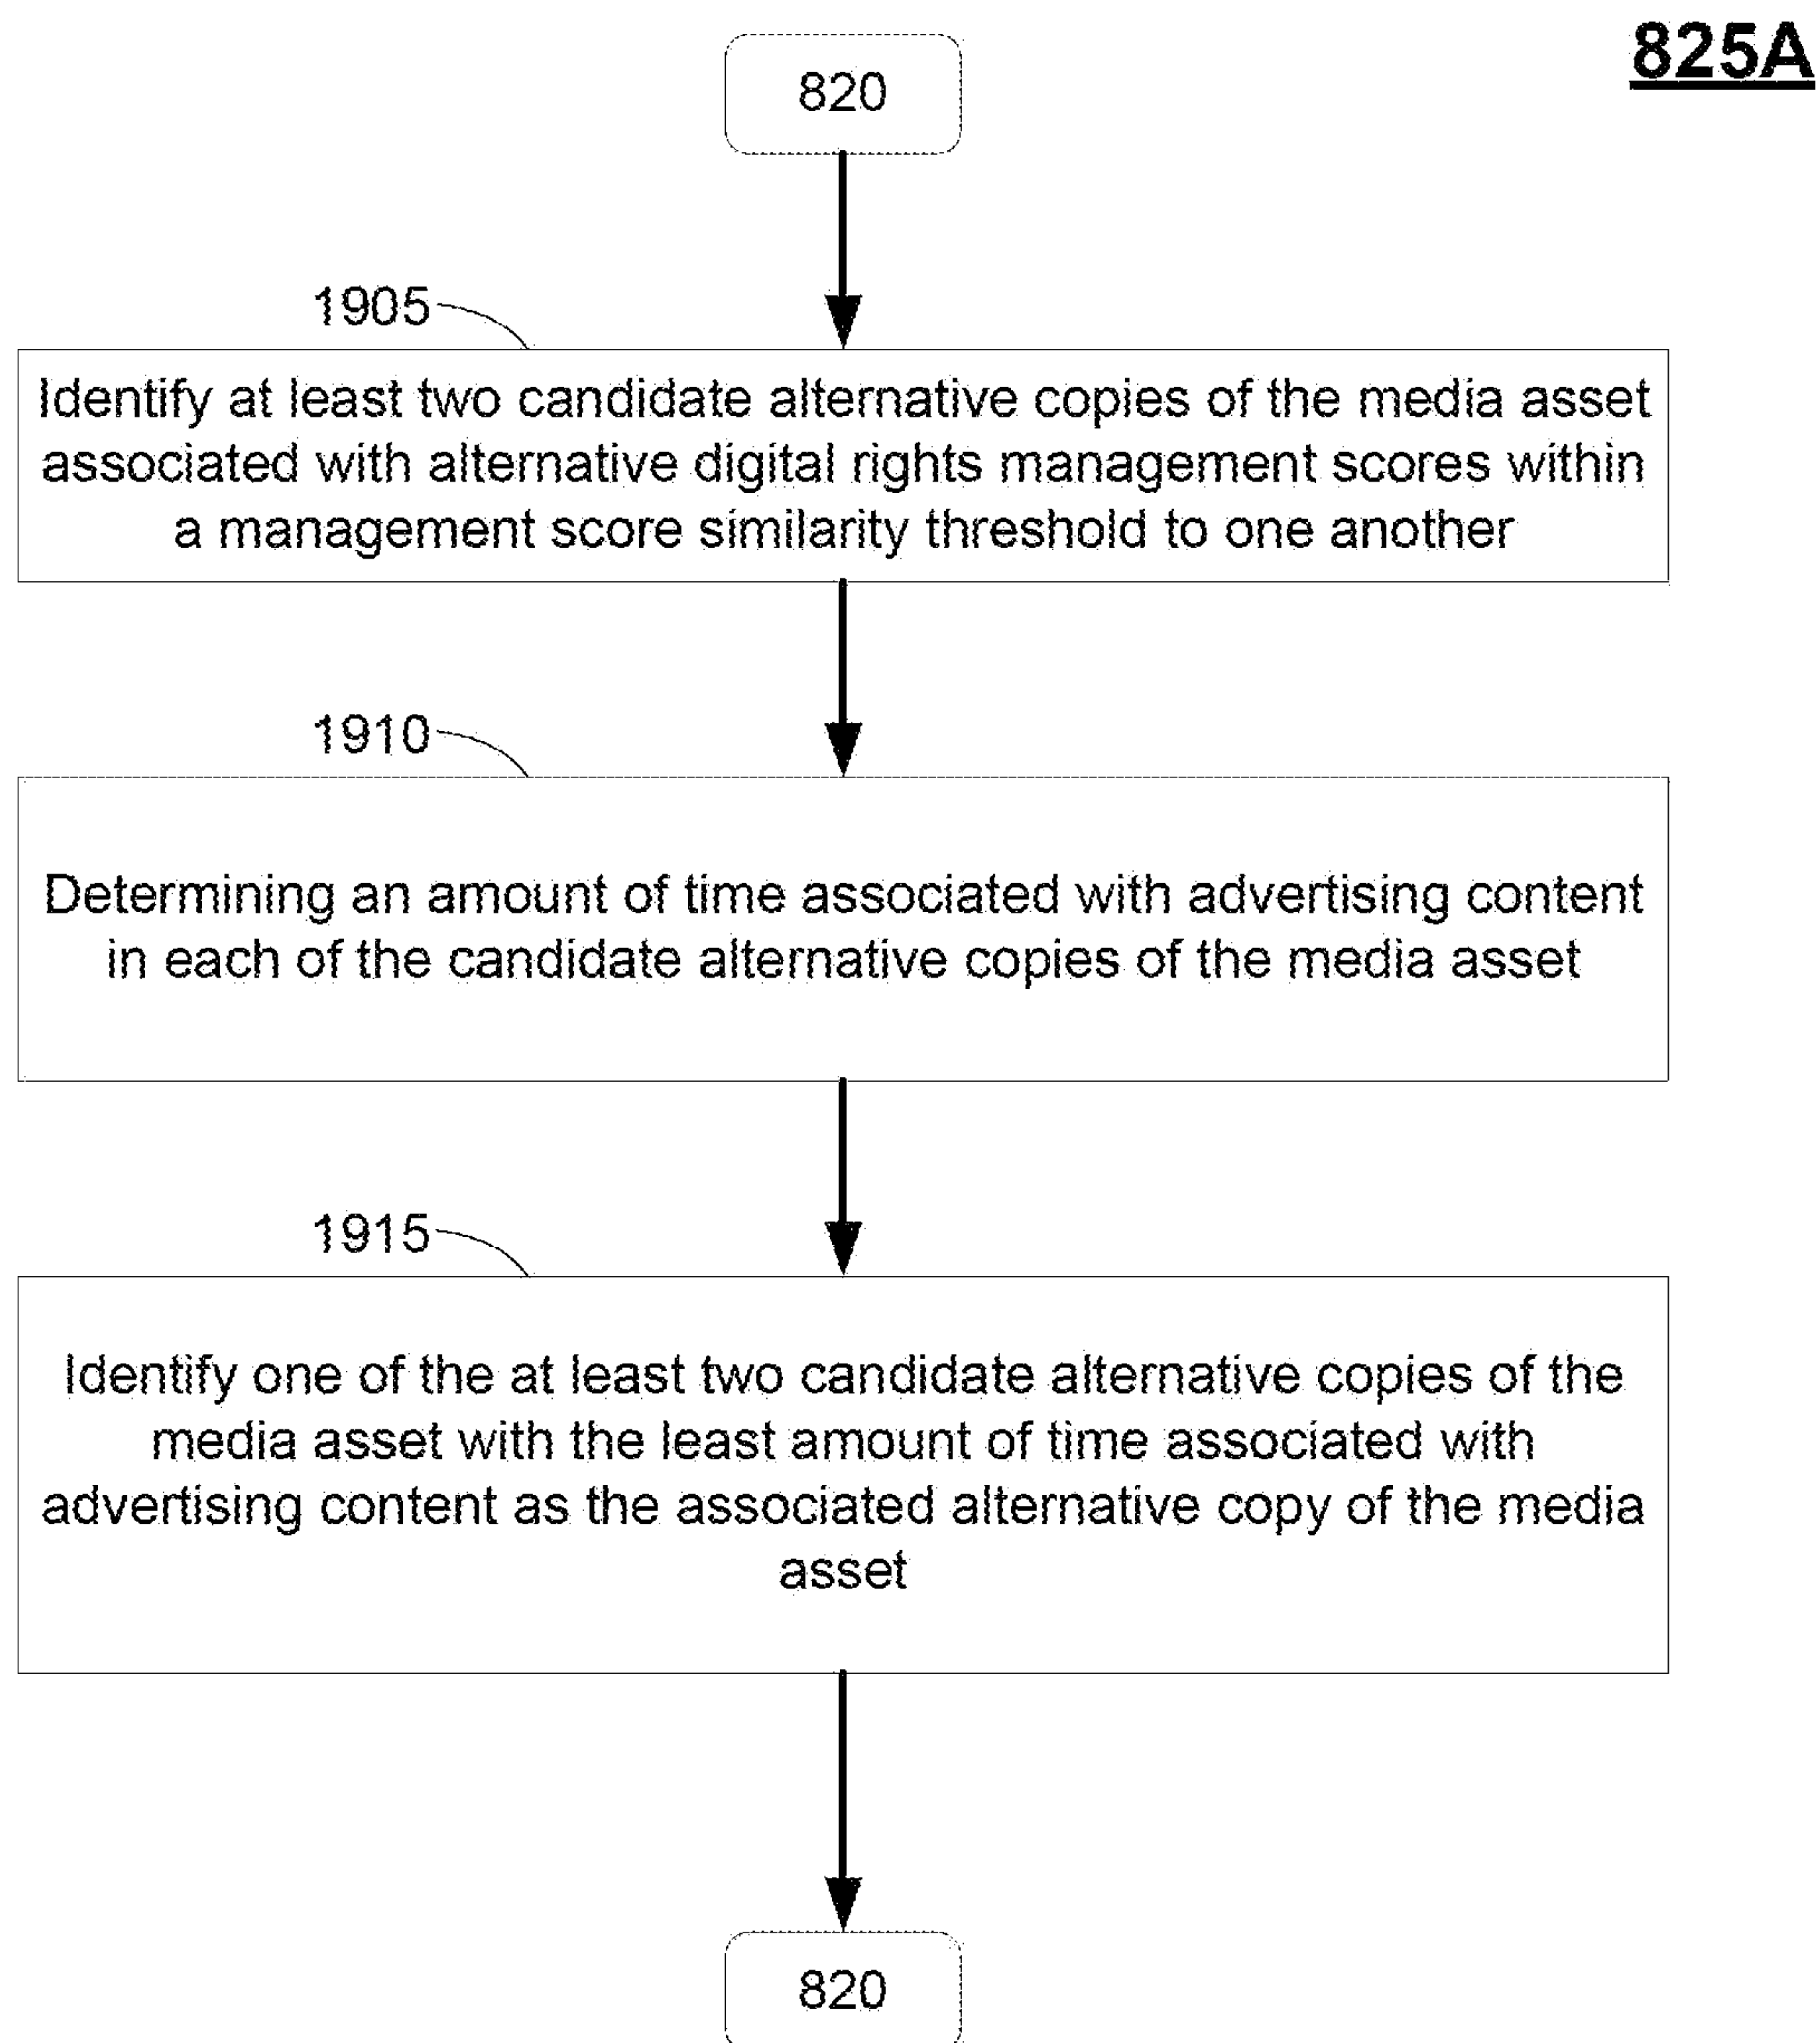 825A
820
1905
Identify at least two candidate alternative copies of the media asset
associated with alternative digital rights management scores within
a management score similarity threshold to one another
1910
Determining an amount of time associated with advertising content
in each of the candidate alternative copies of the media asset
1915
Identify one of the at least two candidate alternative copies of the
media asset with the least amount of time associated with
advertising content as the associated alternative copy of the media
asset
820